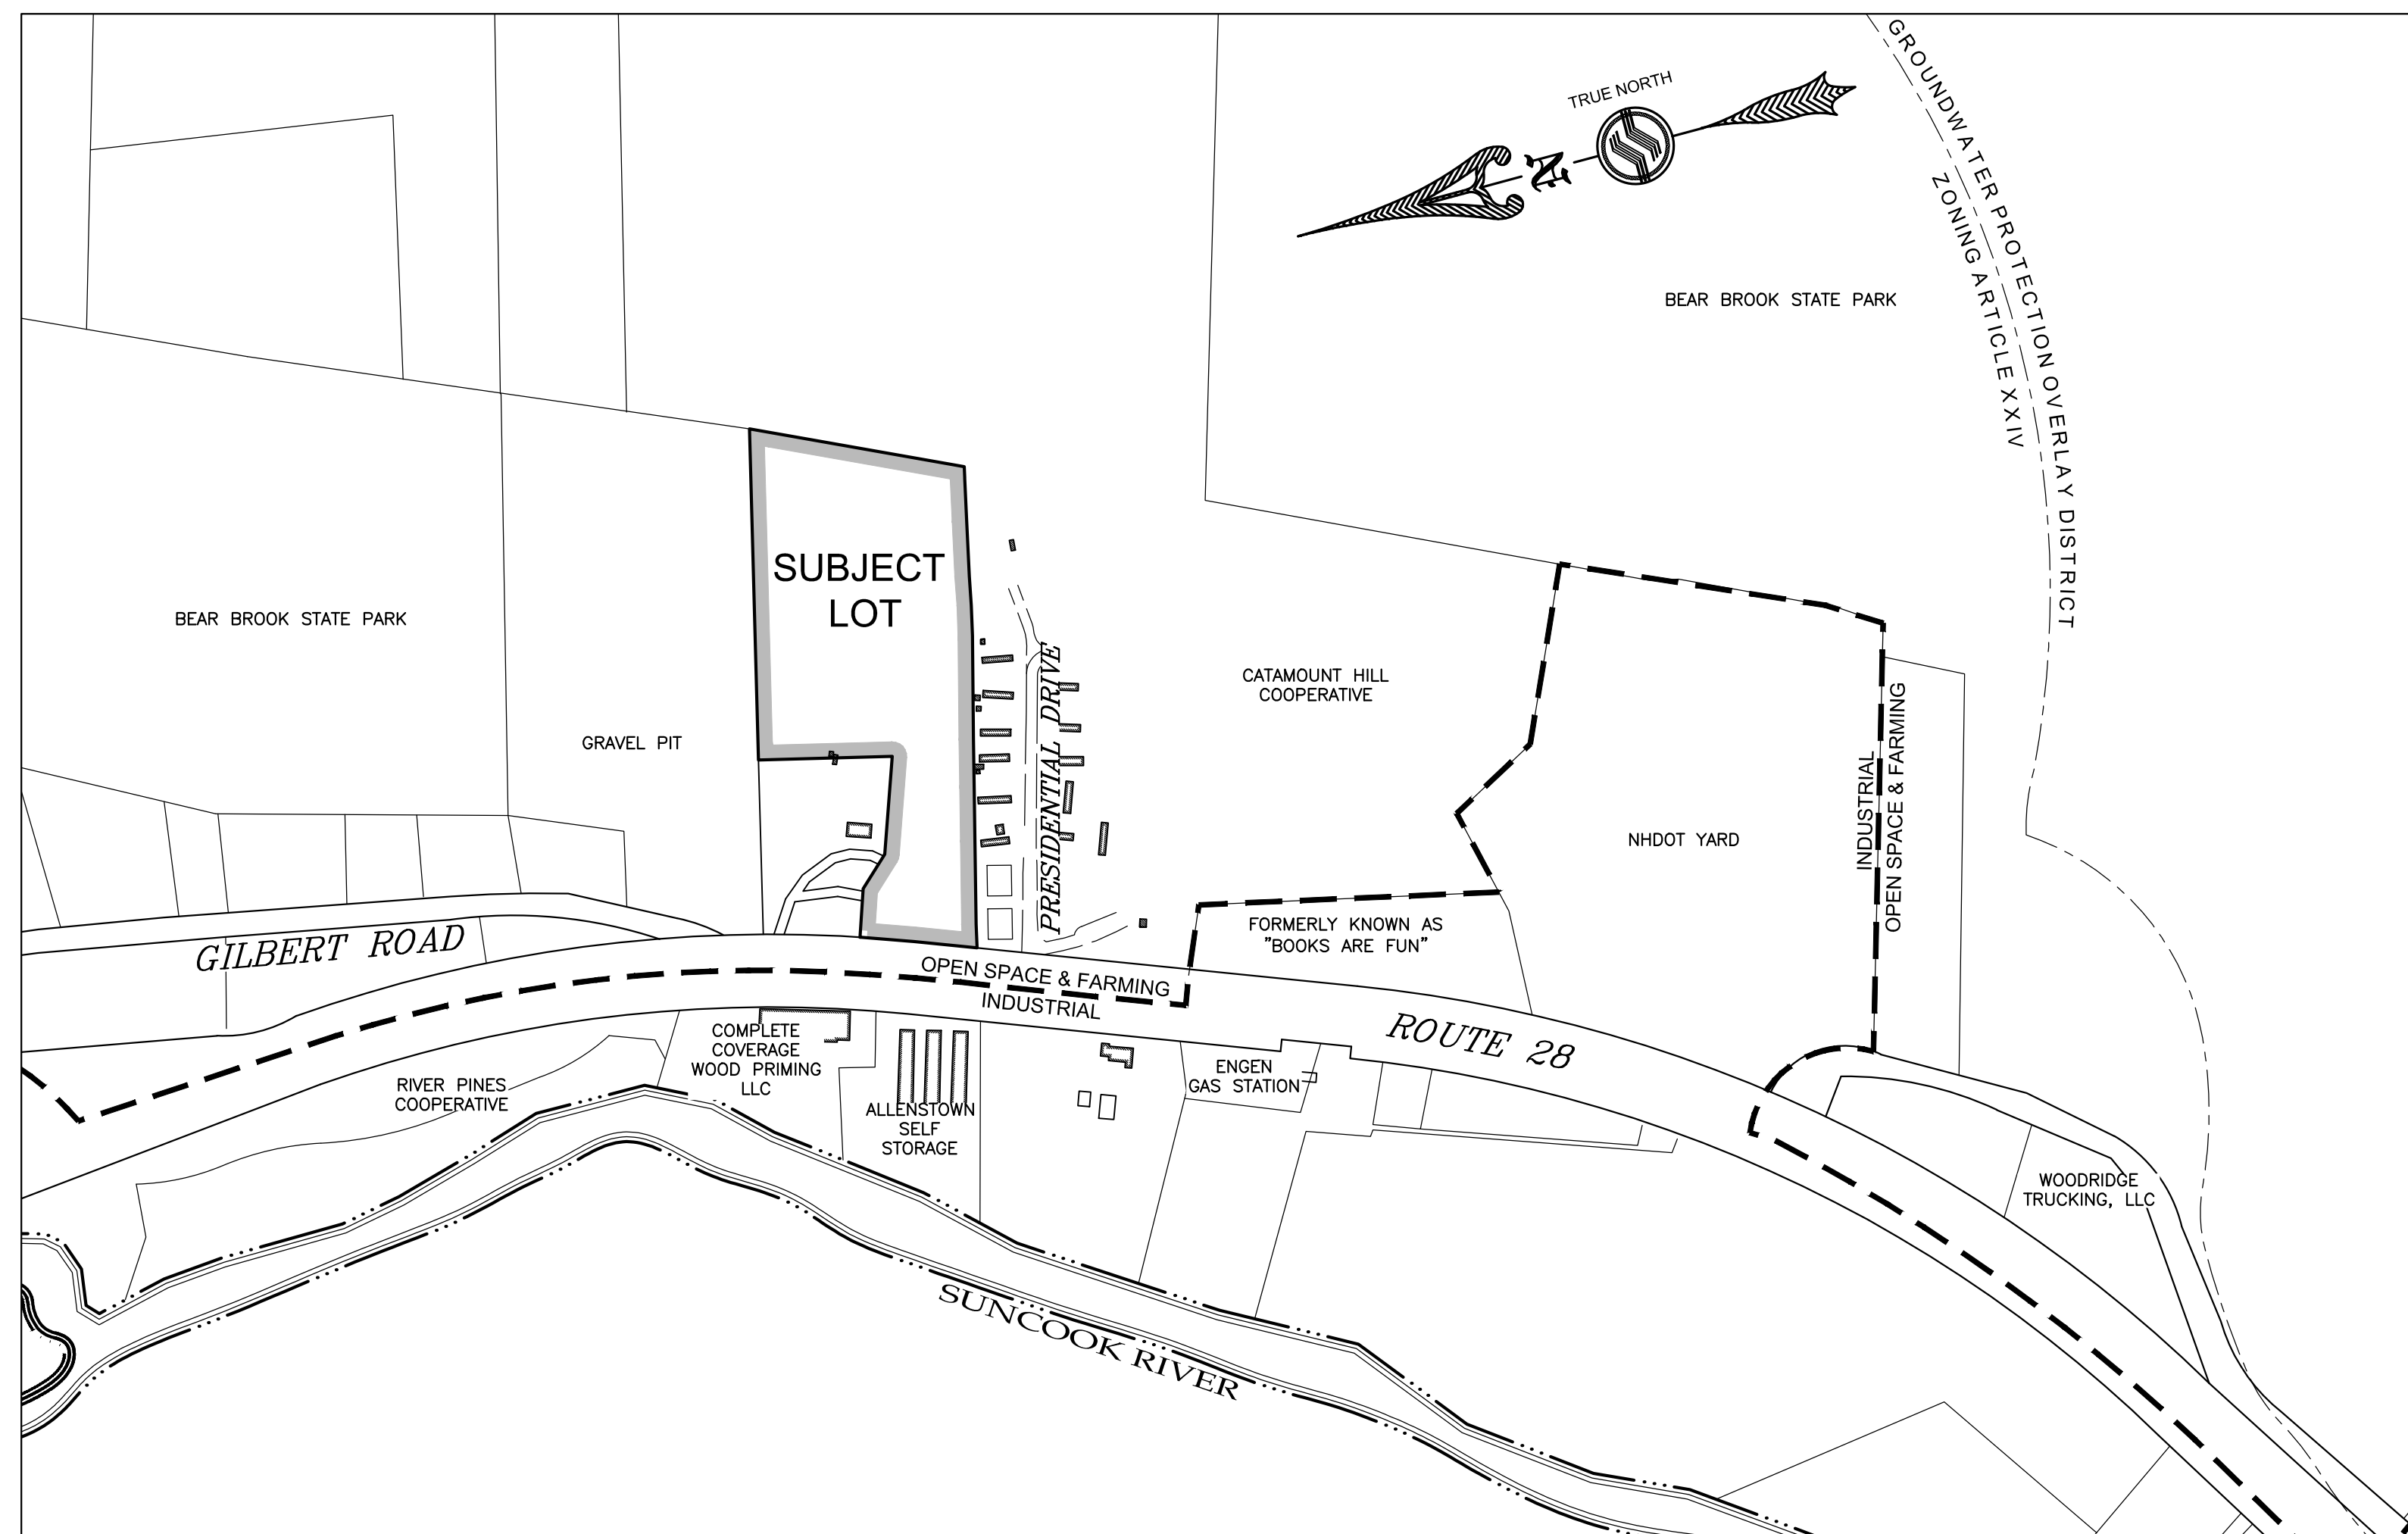 GROUNDWATER PROTECTION OVERLAY DISTRICT
ZONING ARTICLE XXIV
TRUE NORTH
N
BEAR BROOK STATE PARK
SUBJECT
LOT
BEAR BROOK STATE PARK
GRAVEL PIT
PRESIDENTIAL DRIVE
CATAMOUNT HILL
COOPERATIVE
NHDOT YARD
INDUSTRIAL
OPEN SPACE & FARMING
FORMERLY KNOWN AS
"BOOKS ARE FUN"
GILBERT ROAD
OPEN SPACE & FARMING
INDUSTRIAL
ROUTE 28
COMPLETE
COVERAGE
WOOD PRIMING
LLC
RIVER PINES
COOPERATIVE
ALLENSTOWN
SELF
STORAGE
ENGEN
GAS STATION
WOODRIDGE
TRUCKING, LLC
SUNCOOK RIVER